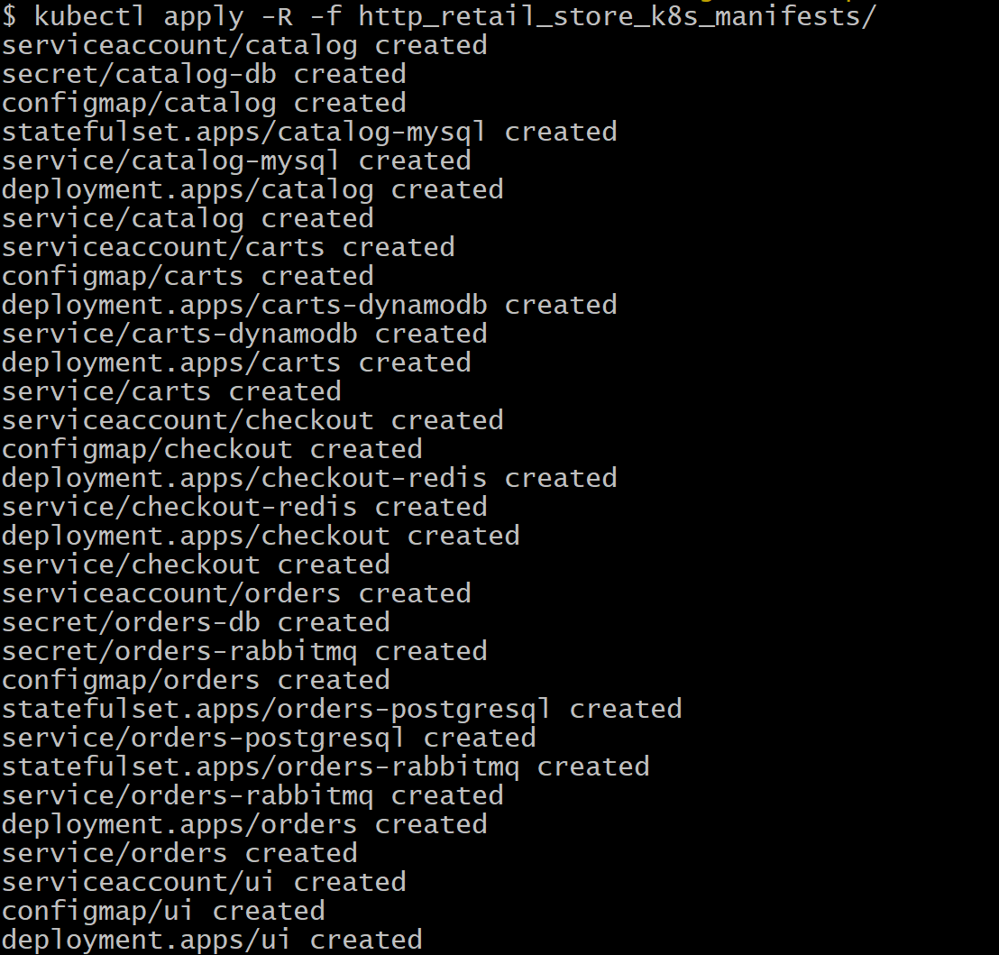 $ kubectl apply -R -f http_retail_store_k8s_manifests/
serviceaccount/catalog created
secret/catalog-db created
configmap/catalog created
statefulset.apps/catalog-mysql created
service/catalog-mysql created
deployment.apps/catalog created
service/catalog created
serviceaccount/carts created
configmap/carts created
deployment.apps/carts-dynamodb created
service/carts-dynamodb created
deployment.apps/carts created
service/carts created
serviceaccount/checkout created
configmap/checkout created
deployment.apps/checkout-redis created
service/checkout-redis created
deployment.apps/checkout created
service/checkout created
serviceaccount/orders created
secret/orders-db created
secret/orders-rabbitmq created
configmap/orders created
statefulset.apps/orders-postgresql created
service/orders-postgresql created
statefulset.apps/orders-rabbitmq created
service/orders-rabbitmq created
deployment.apps/orders created
service/orders created
serviceaccount/ui created
configmap/ui created
deployment.apps/ui created